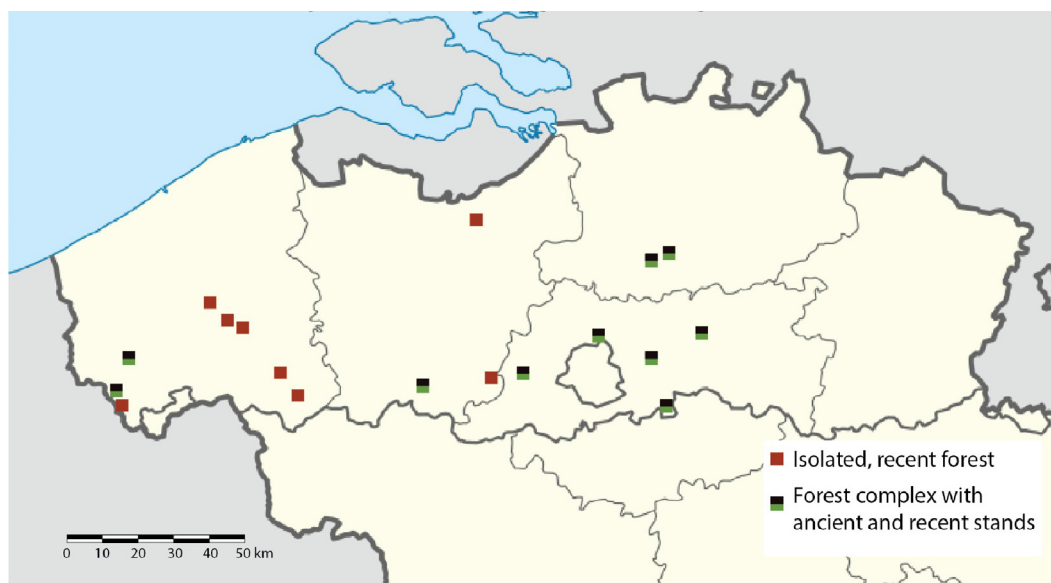 Isolated, recent forest
Forest complex with
ancient and recent stands
0 10 20 30 40 50 km